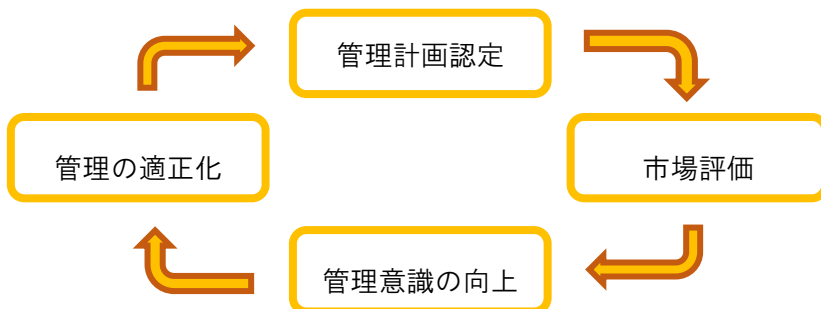 管理計画認定
管理の適正化
市場評価
管理意識の向上